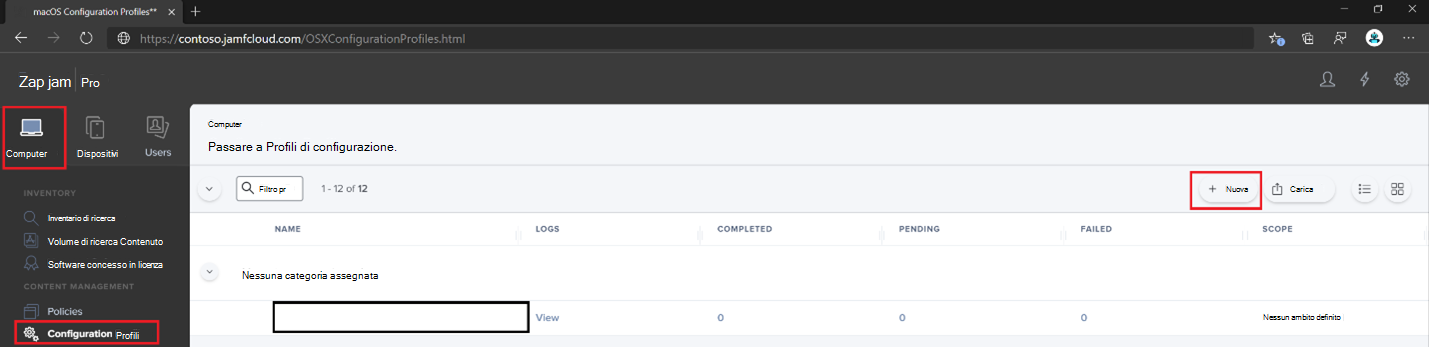 macOS Configuration Profiles**
https://contoso.jamfcloud.com/OSXConfigurationProfiles.html
Zap jam Pro
Computer Dispositivi Users
Computer
Passare a Profili di configurazione.
Filtro pr 1 - 12 of 12 + Nuova Carica
INVENTORY
Inventario di ricerca
Volume di ricerca Contenuto
Software concesso in licenza
CONTENT MANAGEMENT
Policies
Configuration Profili
NAME LOGS COMPLETED PENDING FAILED SCOPE
Nessuna categoria assegnata
View 0 0 0 Nessun ambito definito